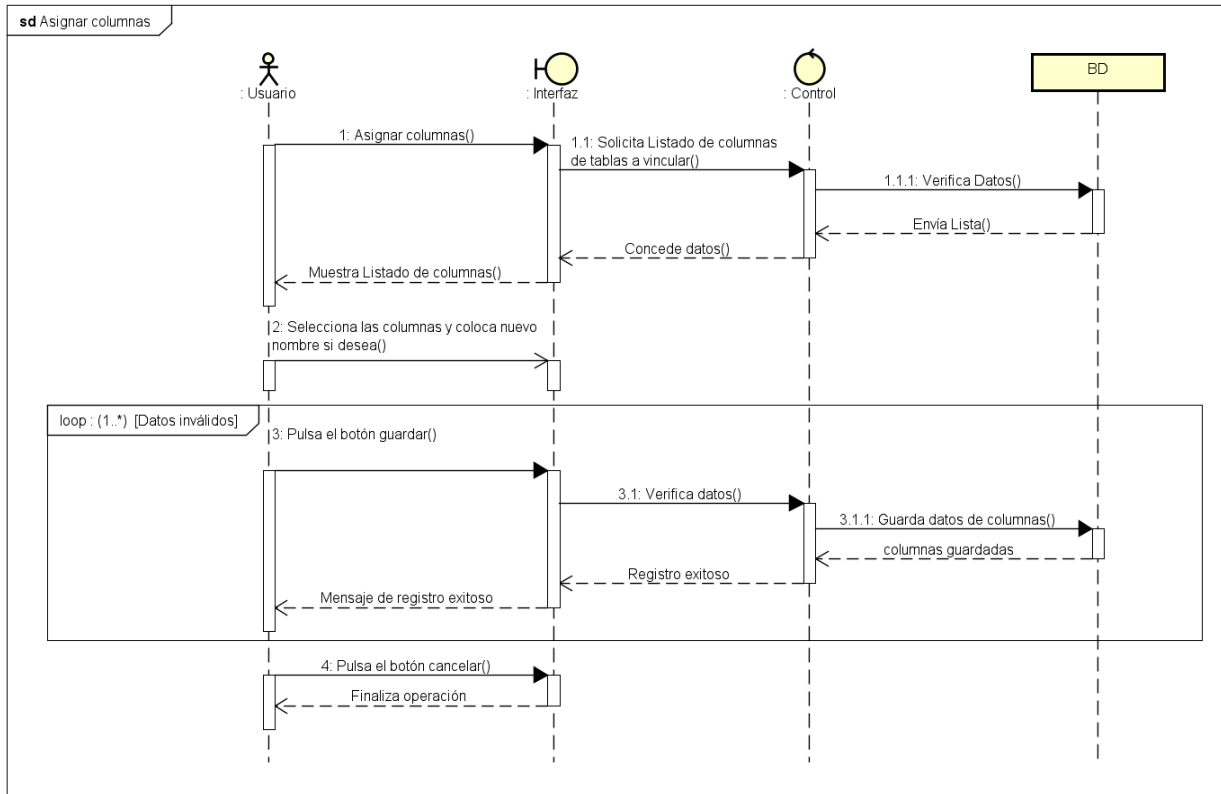 sd Asignar columnas
: Usuario
: Interfaz
: Control
BD
1: Asignar columnas()
1.1: Solicita Listado de columnas
de tablas a vincular()
1.1.1: Verifica Datos()
Envía Lista()
Concede datos()
Muestra Listado de columnas()
2: Selecciona las columnas y coloca nuevo
nombre si desea()
loop : (1..*) [Datos inválidos]
3: Pulsa el botón guardar()
3.1: Verifica datos()
3.1.1: Guarda datos de columnas()
columnas guardadas
Registro exitoso
Mensaje de registro exitoso
4: Pulsa el botón cancelar()
Finaliza operación